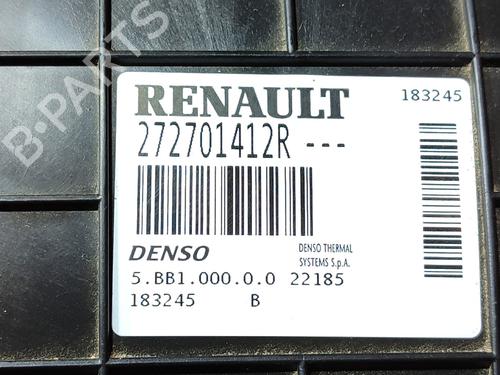 B-PARTS
RENAULT 183245
272701412R ---
DENSO DENSO THERMAL
SYSTEMS S.p.A.
5.BB1.000.0.0 22185
183245 B